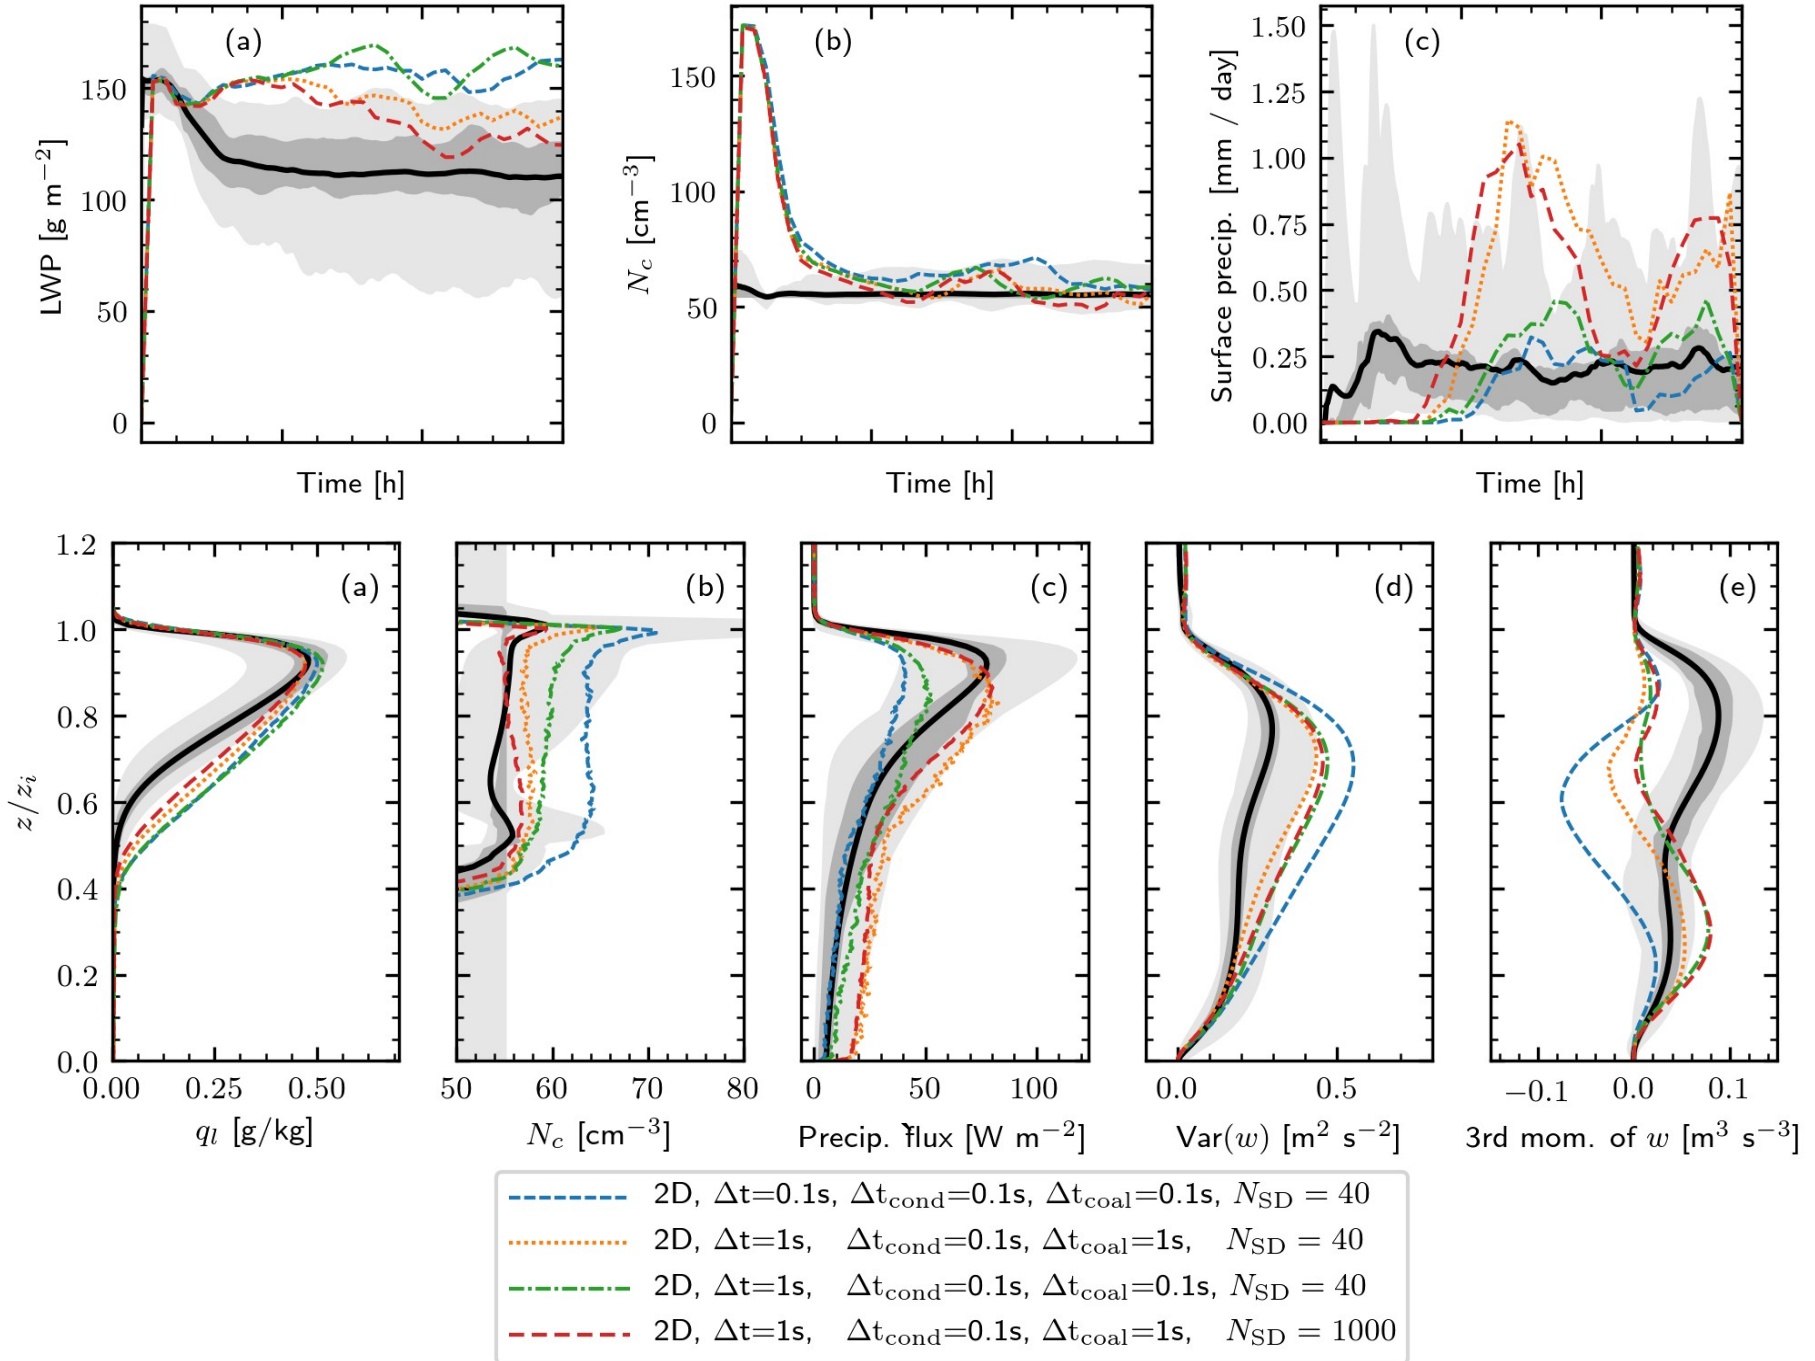 (a)
(b)
(c)
LWP [g m⁻²]
150
100
50
0
N_c [cm⁻³]
150
100
50
0
Surface precip. [mm / day]
1.50
1.25
1.00
0.75
0.50
0.25
0.00
Time [h]
Time [h]
Time [h]
(a)
(b)
(c)
(d)
(e)
z/z_i
1.2
1.0
0.8
0.6
0.4
0.2
0.0
0.00 0.25 0.50
50 60 70 80
0 50 100
0.0 0.5
−0.1 0.0 0.1
q_l [g/kg]
N_c [cm⁻³]
Precip. flux [W m⁻²]
Var(w) [m² s⁻²]
3rd mom. of w [m³ s⁻³]
2D, Δt=0.1s, Δt_cond=0.1s, Δt_coal=0.1s, N_SD = 40
2D, Δt=1s, Δt_cond=0.1s, Δt_coal=1s, N_SD = 40
2D, Δt=1s, Δt_cond=0.1s, Δt_coal=0.1s, N_SD = 40
2D, Δt=1s, Δt_cond=0.1s, Δt_coal=1s, N_SD = 1000